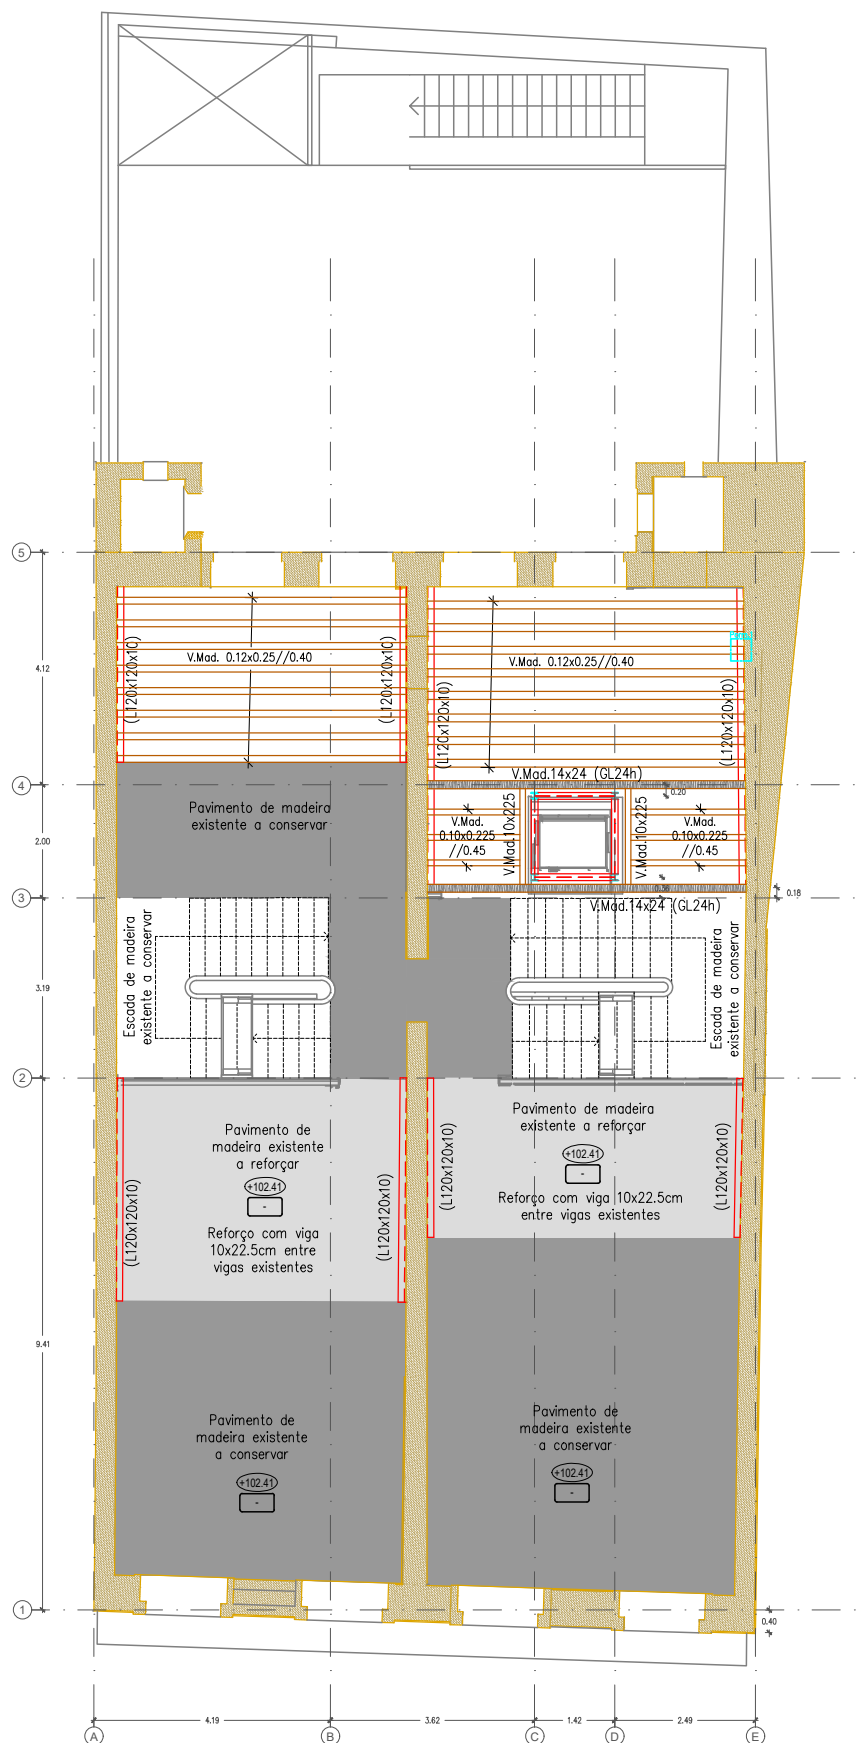 5
4.12
(L120x120x10)
V.Mad. 0.12x0.25//0.40
(L120x120x10)
(L120x120x10)
V.Mad. 0.12x0.25//0.40
(L120x120x10)
V.Mad.14x24 (GL24h)
4
0.20
Pavimento de madeira
existente a conservar
V.Mad.
0.10x0.225
//0.45
V.Mad.10x225
V.Mad.10x225
V.Mad.
0.10x0.225
//0.45
2.00
3
0.18
V.Mad.14x24 (GL24h)
Escada de madeira
existente a conservar
Escada de madeira
existente a conservar
3.19
2
Pavimento de
madeira existente
a reforçar
+102.41
-
Reforço com viga
10x22.5cm entre
vigas existentes
(L120x120x10)
(L120x120x10)
Pavimento de madeira
existente a reforçar
+102.41
-
Reforço com viga 10x22.5cm
entre vigas existentes
(L120x120x10)
(L120x120x10)
9.41
Pavimento de
madeira existente
a conservar
+102.41
-
Pavimento de
madeira existente
a conservar
+102.41
-
1
0.40
4.19
3.62
1.42
2.49
A
B
C
D
E